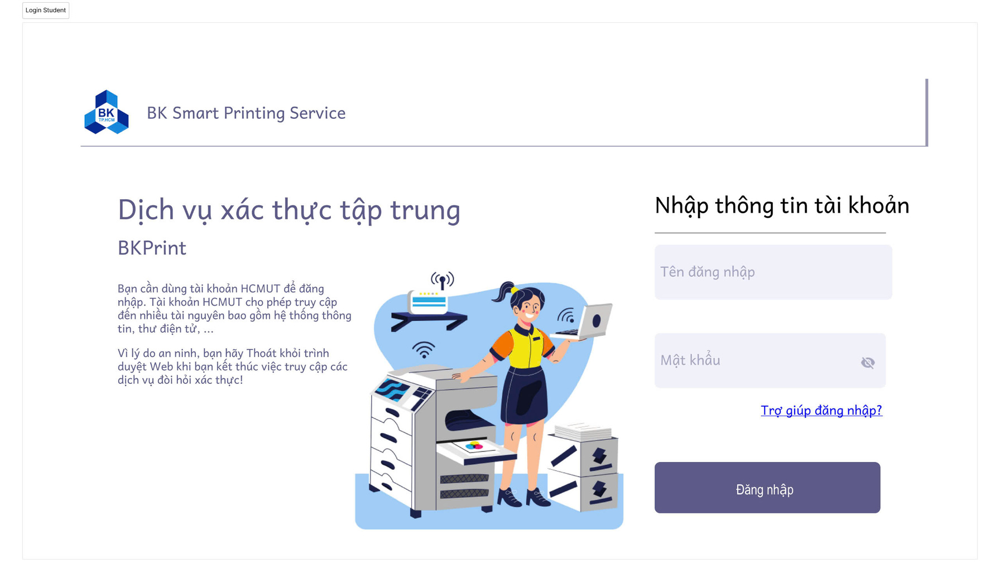 Login Student
BK
TP.HCM
BK Smart Printing Service
Dịch vụ xác thực tập trung
BKPrint
Bạn cần dùng tài khoản HCMUT để đăng
nhập. Tài khoản HCMUT cho phép truy cập
đến nhiều tài nguyên bao gồm hệ thống thông
tin, thư điện tử, ...
Vì lý do an ninh, bạn hãy Thoát khỏi trình
duyệt Web khi bạn kết thúc việc truy cập các
dịch vụ đòi hỏi xác thực!
Nhập thông tin tài khoản
Tên đăng nhập
Mật khẩu
Trợ giúp đăng nhập?
Đăng nhập